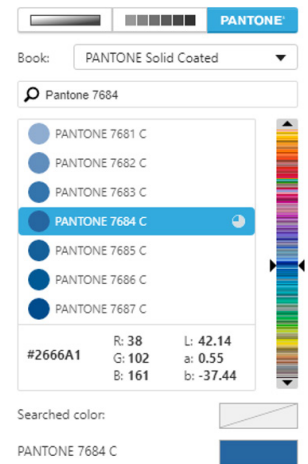 PANTONE®
Book: PANTONE Solid Coated
Pantone 7684
PANTONE 7681 C
PANTONE 7682 C
PANTONE 7683 C
PANTONE 7684 C
PANTONE 7685 C
PANTONE 7686 C
PANTONE 7687 C
#2666A1 R: 38 L: 42.14
G: 102 a: 0.55
B: 161 b: -37.44
Searched color:
PANTONE 7684 C